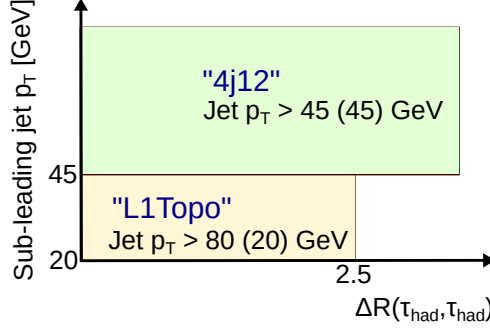 Sub-leading jet p_T [GeV]
"4j12"
Jet p_T > 45 (45) GeV
45
"L1Topo"
Jet p_T > 80 (20) GeV
20
2.5
ΔR(τ_had,τ_had)